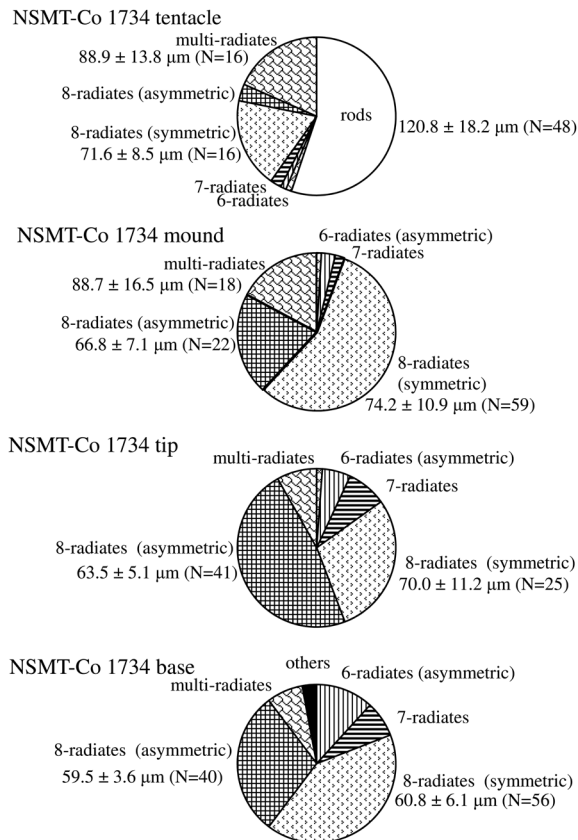 NSMT-Co 1734 tentacle
multi-radiates
88.9 ± 13.8 µm (N=16)
8-radiates (asymmetric)
rods
120.8 ± 18.2 µm (N=48)
8-radiates (symmetric)
71.6 ± 8.5 µm (N=16)
7-radiates
6-radiates
NSMT-Co 1734 mound
6-radiates (asymmetric)
7-radiates
multi-radiates
88.7 ± 16.5 µm (N=18)
8-radiates (asymmetric)
66.8 ± 7.1 µm (N=22)
8-radiates
(symmetric)
74.2 ± 10.9 µm (N=59)
NSMT-Co 1734 tip
multi-radiates
6-radiates (asymmetric)
7-radiates
8-radiates (asymmetric)
63.5 ± 5.1 µm (N=41)
8-radiates (symmetric)
70.0 ± 11.2 µm (N=25)
NSMT-Co 1734 base
others
6-radiates (asymmetric)
multi-radiates
7-radiates
8-radiates (asymmetric)
59.5 ± 3.6 µm (N=40)
8-radiates (symmetric)
60.8 ± 6.1 µm (N=56)